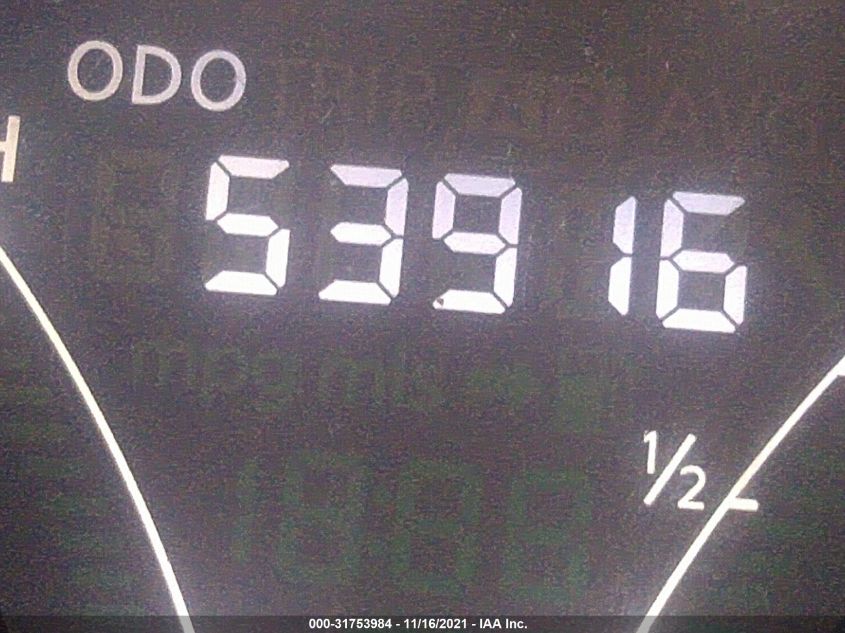 ODO
H
53916
1/2
000-31753984 - 11/16/2021 - IAA Inc.